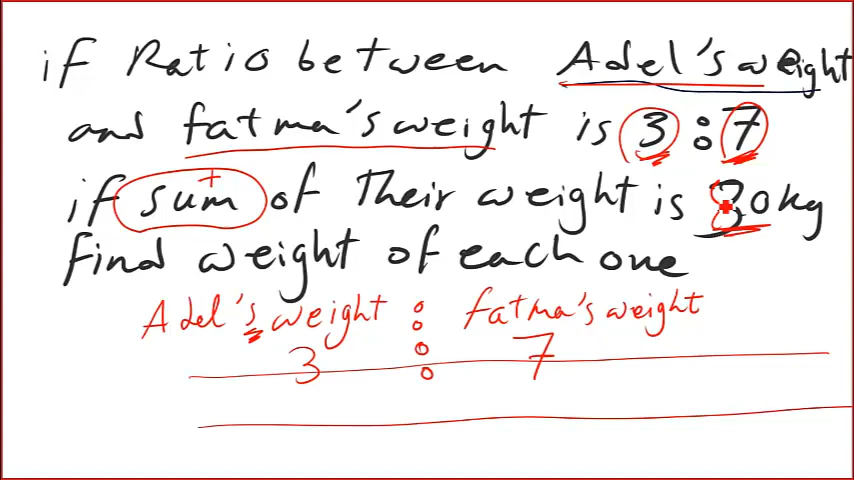 if Ratio between Adel's weight
and fatma's weight is 3 : 7
if sum of Their weight is 30 kg
find weight of each one
Adel's weight : fatma's weight
3 : 7